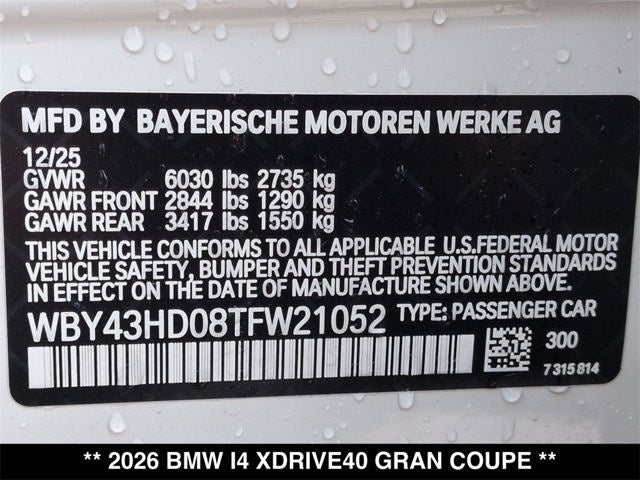 MFD BY BAYERISCHE MOTOREN WERKE AG
12/25
GVWR 6030 lbs 2735 kg
GAWR FRONT 2844 lbs 1290 kg
GAWR REAR 3417 lbs 1550 kg
THIS VEHICLE CONFORMS TO ALL APPLICABLE U.S.FEDERAL MOTOR
VEHICLE SAFETY, BUMPER AND THEFT PREVENTION STANDARDS
IN EFFECT ON THE DATE OF MANUFACTURE SHOWN ABOVE.
WBY43HD08TFW21052 TYPE: PASSENGER CAR
300
7 315 814
** 2026 BMW I4 XDRIVE40 GRAN COUPE **